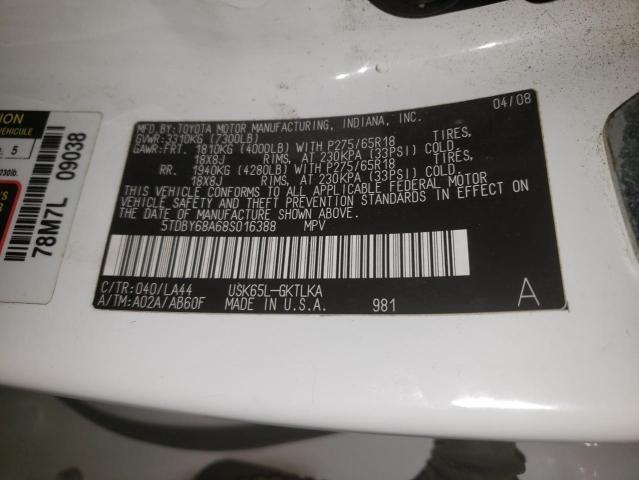 MFD.BY:TOYOTA MOTOR MANUFACTURING, INDIANA, INC. 04/08
GVWR:3310KG (7300LB)
GAWR:FRT. 1810KG (4000LB) WITH P275/65R18 TIRES,
18X8J RIMS, AT 230KPA (33PSI) COLD.
RR. 1940KG (4280LB) WITH P275/65R18 TIRES,
18X8J RIMS, AT 230KPA (33PSI) COLD.
THIS VEHICLE CONFORMS TO ALL APPLICABLE FEDERAL MOTOR
VEHICLE SAFETY AND THEFT PREVENTION STANDARDS IN EFFECT ON
THE DATE OF MANUFACTURE SHOWN ABOVE.
5TDBY68A68S016388 MPV
C/TR:040/LA44 USK65L-GKTLKA
A/TM:A02A/AB60F MADE IN U.S.A. 981 A
VÉHICULE
5
230lb.
78M7L 09038